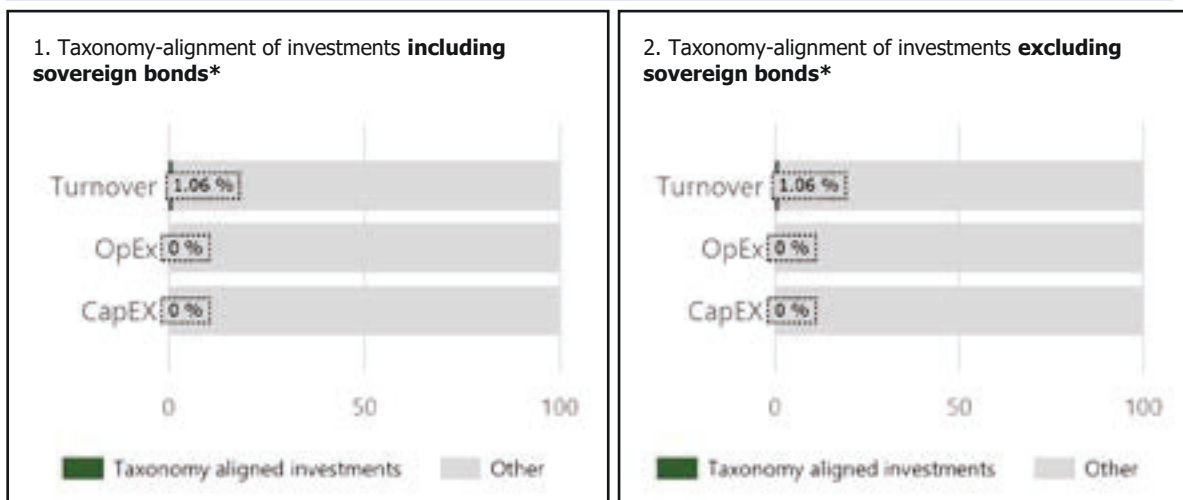 1. Taxonomy-alignment of investments including
sovereign bonds*
Turnover 1.06 %
OpEx 0 %
CapEX 0 %
0 50 100
Taxonomy aligned investments Other
2. Taxonomy-alignment of investments excluding
sovereign bonds*
Turnover 1.06 %
OpEx 0 %
CapEX 0 %
0 50 100
Taxonomy aligned investments Other